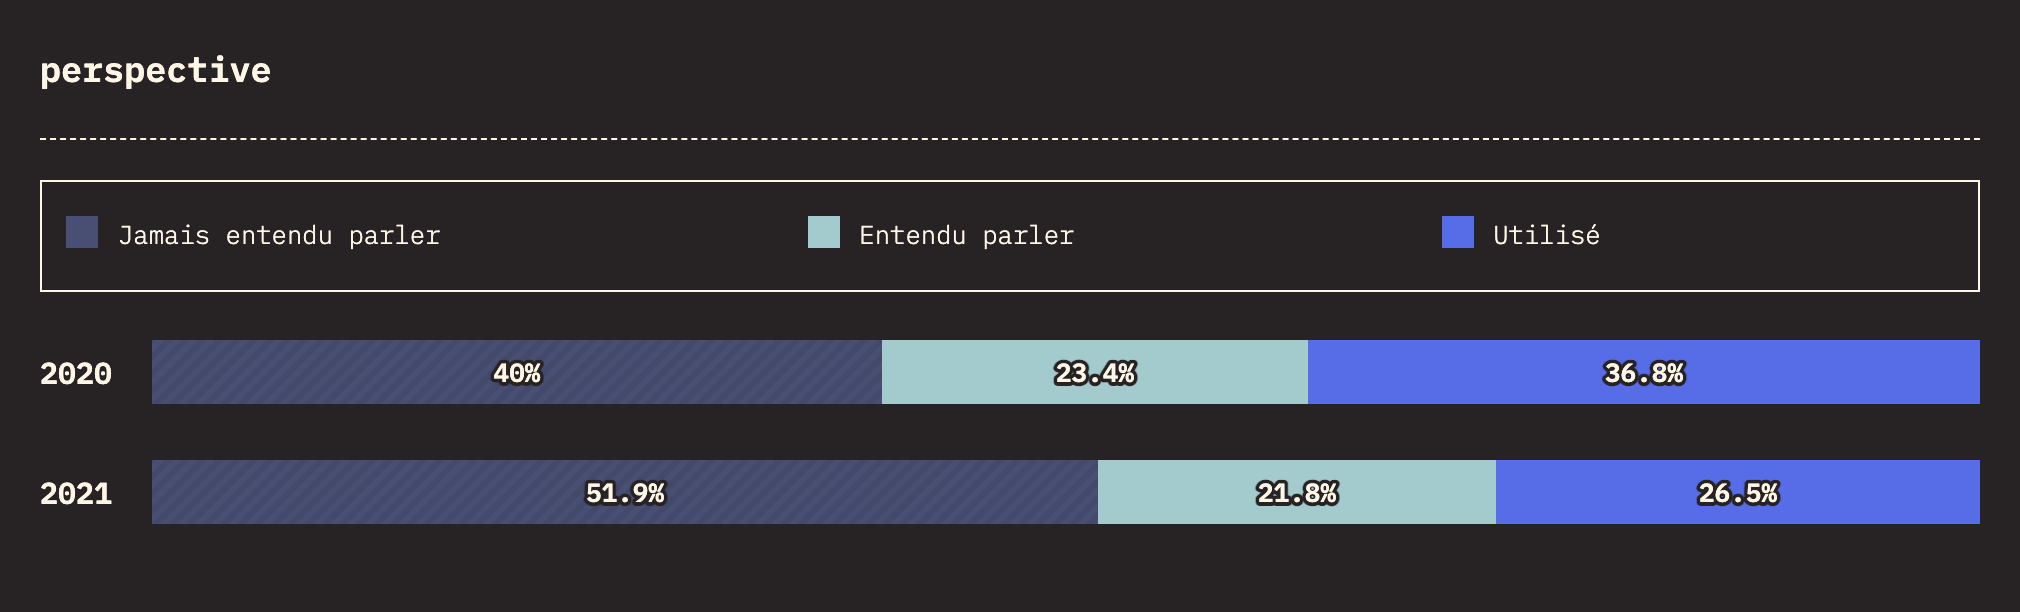 perspective
Jamais entendu parler Entendu parler Utilisé
2020 40% 23.4% 36.8%
2021 51.9% 21.8% 26.5%